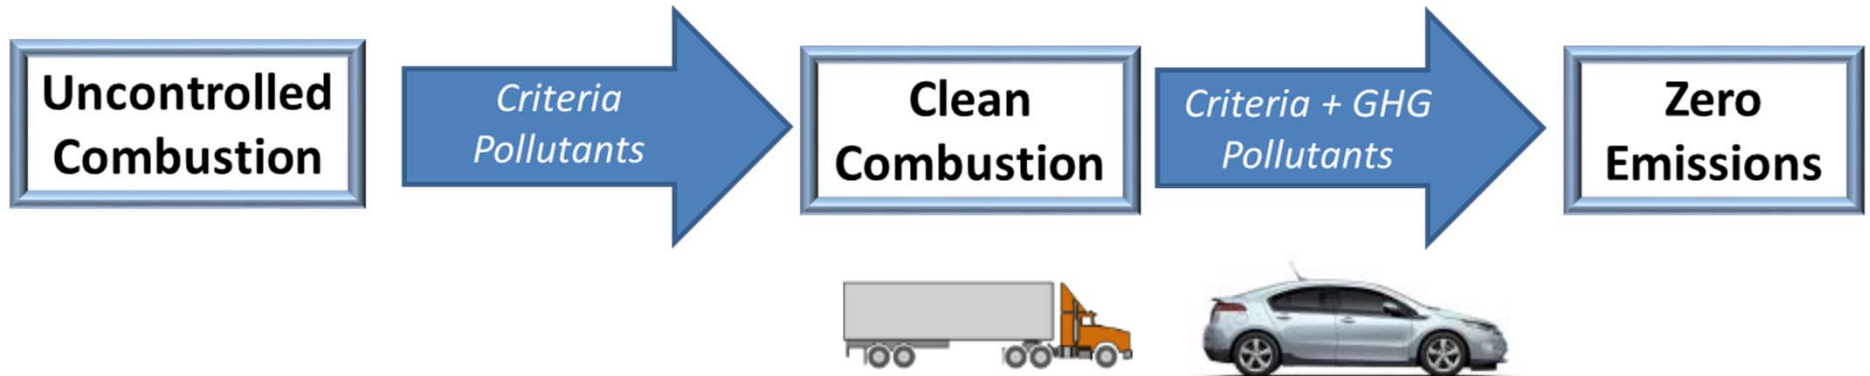 Uncontrolled
Combustion
Criteria
Pollutants
Clean
Combustion
Criteria + GHG
Pollutants
Zero
Emissions